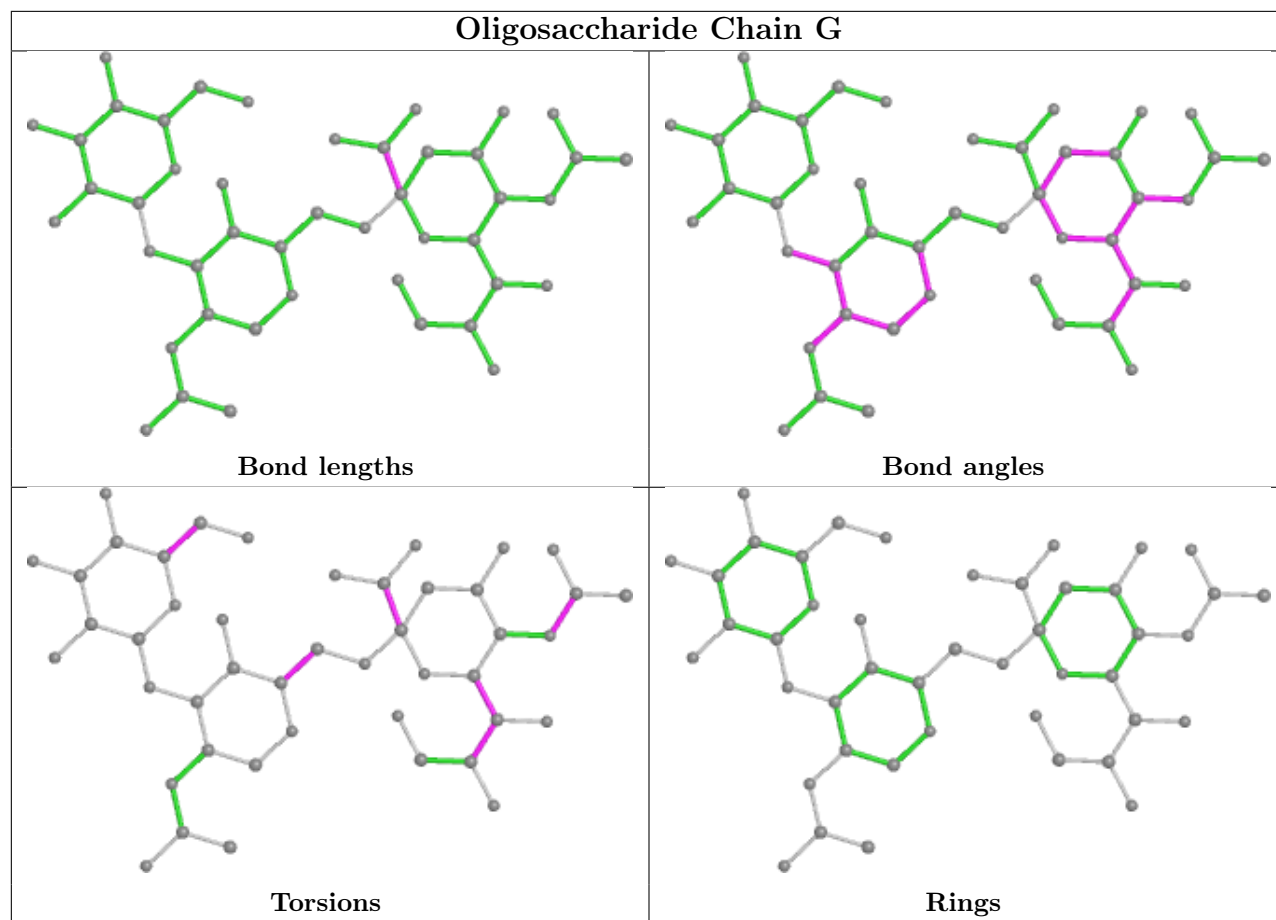 Oligosaccharide Chain G
Bond lengths
Bond angles
Torsions
Rings